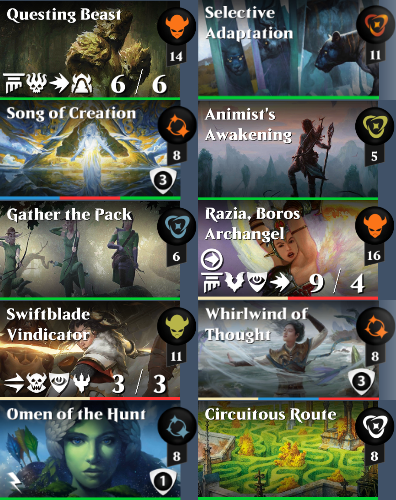 Questing Beast
14
6 / 6
Selective
Adaptation
11
Song of Creation
8
3
Animist's
Awakening
5
Gather the Pack
6
Razia, Boros
Archangel
16
9 / 4
Swiftblade
Vindicator
11
3 / 3
Whirlwind of
Thought
8
3
Omen of the Hunt
8
1
Circuitous Route
8